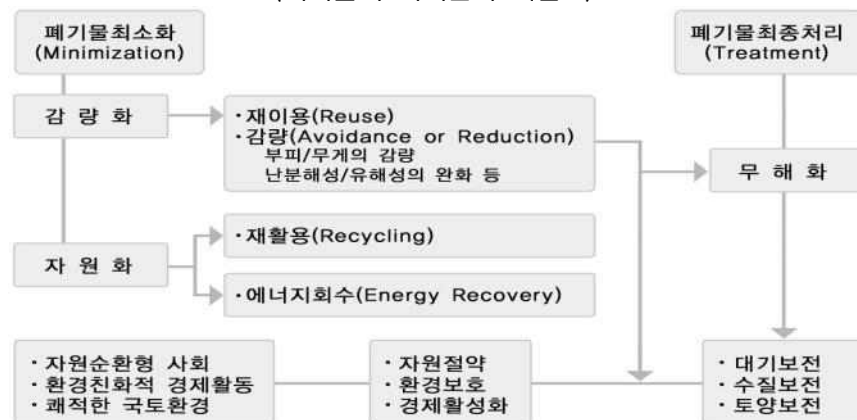 폐기물최소화
(Minimization)
폐기물최종처리
(Treatment)
감 량 화
·재이용(Reuse)
·감량(Avoidance or Reduction)
부피/무게의 감량
난분해성/유해성의 완화 등
무 해 화
·재활용(Recycling)
자 원 화
·에너지회수(Energy Recovery)
· 자원순환형 사회
· 환경친화적 경제활동
· 쾌적한 국토환경
· 자원절약
· 환경보호
· 경제활성화
· 대기보전
· 수질보전
· 토양보전